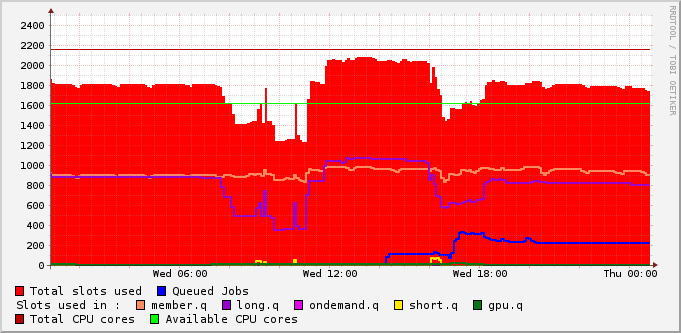 RRDTOOL / TOBI OETIKER
2400
2200
2000
1800
1600
1400
1200
1000
800
600
400
200
0
Wed 06:00 Wed 12:00 Wed 18:00 Thu 00:00
Total slots used Queued Jobs
Slots used in : member.q long.q ondemand.q short.q gpu.q
Total CPU cores Available CPU cores